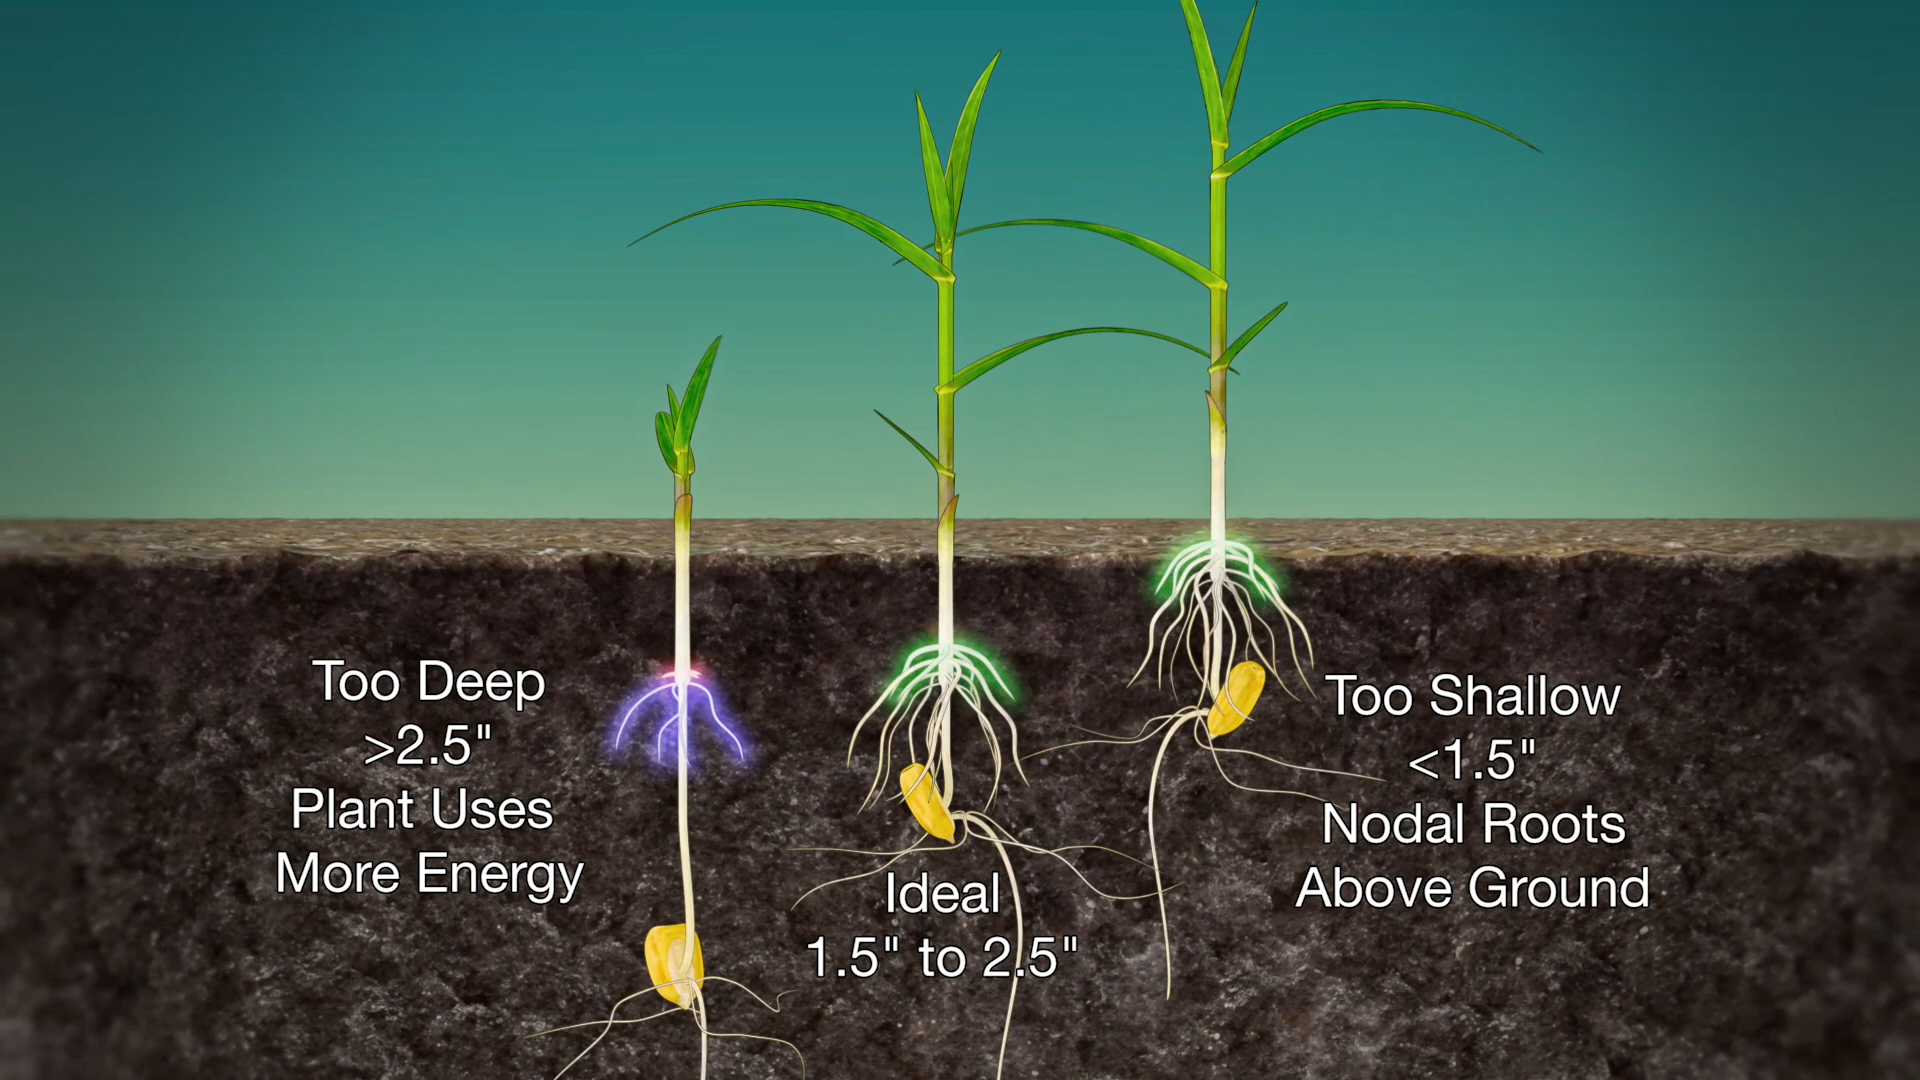 Too Deep
>2.5"
Plant Uses
More Energy
Ideal
1.5" to 2.5"
Too Shallow
<1.5"
Nodal Roots
Above Ground